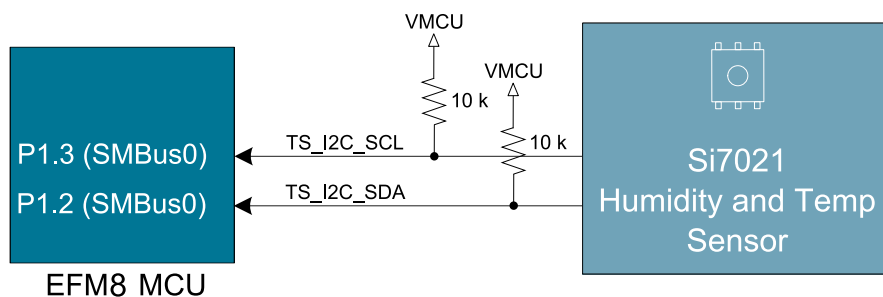 VMCU
VMCU
10 k
10 k
P1.3 (SMBus0)
TS_I2C_SCL
P1.2 (SMBus0)
TS_I2C_SDA
Si7021
Humidity and Temp
Sensor
EFM8 MCU